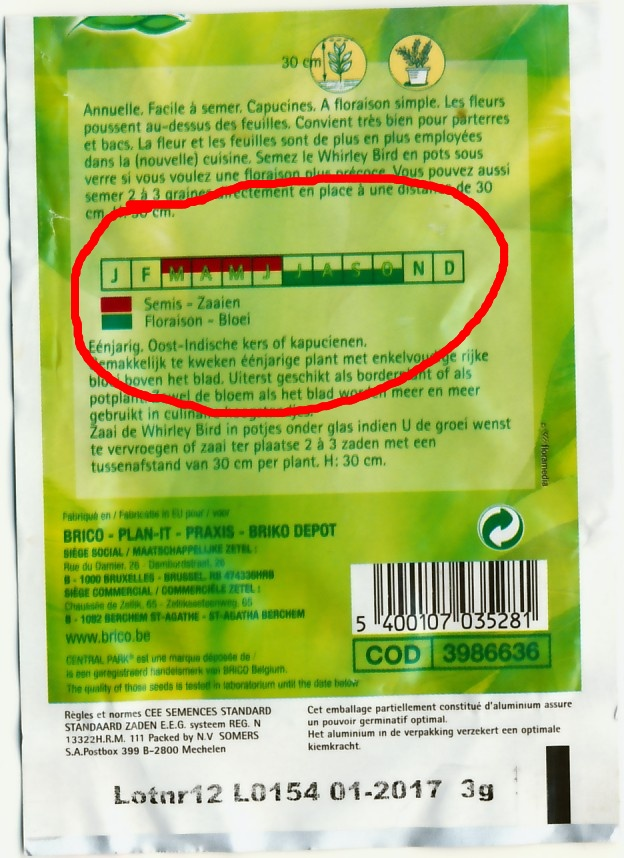 30 cm
Annuelle. Facile à semer. Capucines. A floraison simple. Les fleurs
poussent au-dessus des feuilles. Convient très bien pour parterres
et bacs. La fleur et les feuilles sont de plus en plus employées
dans la (nouvelle) cuisine. Semez le Whirley Bird en pots sous
verre si vous voulez une floraison plus précoce. Vous pouvez aussi
semer 2 à 3 graines directement en place à une distance de 30
cm. H: 30 cm.
J F M A M J J A S O N D
Semis - Zaaien
Floraison - Bloei
Eénjarig. Oost-Indische kers of kapucienen.
Gemakkelijk te kweken éénjarige plant met enkelvoudige rijke
bloei boven het blad. Uiterst geschikt als borderplant of als
potplant. Zowel de bloem als het blad worden meer en meer
gebruikt in
Zaai de Whirley Bird in potjes onder glas indien U de groei wenst
te vervroegen of zaai ter plaatse 2 à 3 zaden met een
tussenafstand van 30 cm per plant. H: 30 cm.
floramedia
Fabriqué en / Fabricatie in EU pour / voor
BRICO - PLAN-IT - PRAXIS - BRIKO DEPOT
SIÈGE SOCIAL / MAATSCHAPPELIJKE ZETEL :
Rue du Damier, 26 - Dambordstraat, 26
B - 1000 BRUXELLES - BRUSSEL, RB 474336HRB
SIÈGE COMMERCIAL / COMMERCIËLE ZETEL :
Chaussée de Zellik, 65 - Zelliksesteenweg, 65
B - 1082 BERCHEM ST-AGATHE - ST-AGATHA BERCHEM
www.brico.be
CENTRAL PARK® est une marque déposée de /
is een geregistreerd handelsmerk van BRICO Belgium.
The quality of those seeds is tested in laboratorium until the date below
5 400107 035281
COD 3986636
Règles et normes CEE SEMENCES STANDARD
STANDAARD ZADEN E.E.G. systeem REG. N
13322H.R.M. 111 Packed by N.V SOMERS
S.A.Postbox 399 B-2800 Mechelen
Cet emballage partiellement constitué d'aluminium assure
un pouvoir germinatif optimal.
Het aluminium in de verpakking verzekert een optimale
kiemkracht.
Lotnr12 L0154 01-2017 3g